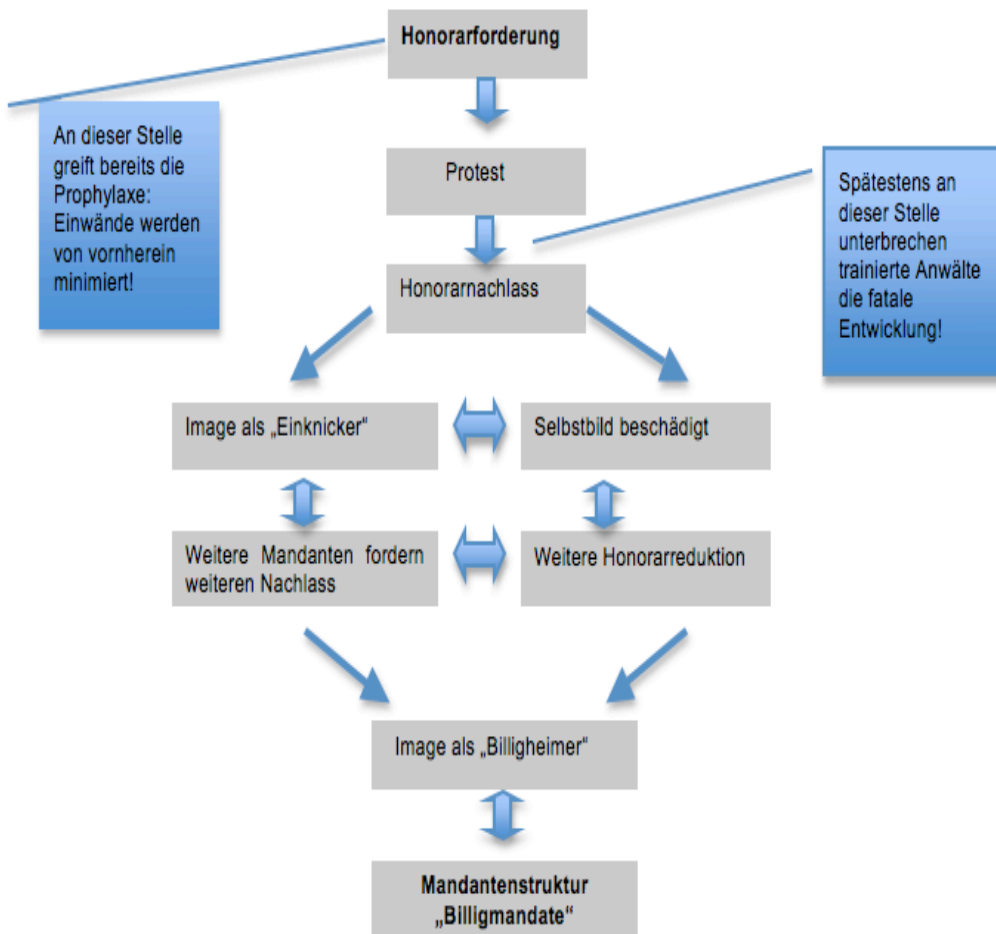 Honorarforderung
An dieser Stelle
greift bereits die
Prophylaxe:
Einwände werden
von vornherein
minimiert!
Protest
Spätestens an
dieser Stelle
unterbrechen
trainierte Anwälte
die fatale
Entwicklung!
Honorarnachlass
Image als „Einknicker“
Selbstbild beschädigt
Weitere Mandanten fordern
weiteren Nachlass
Weitere Honorarreduktion
Image als „Billigheimer“
Mandantenstruktur
„Billigmandate“